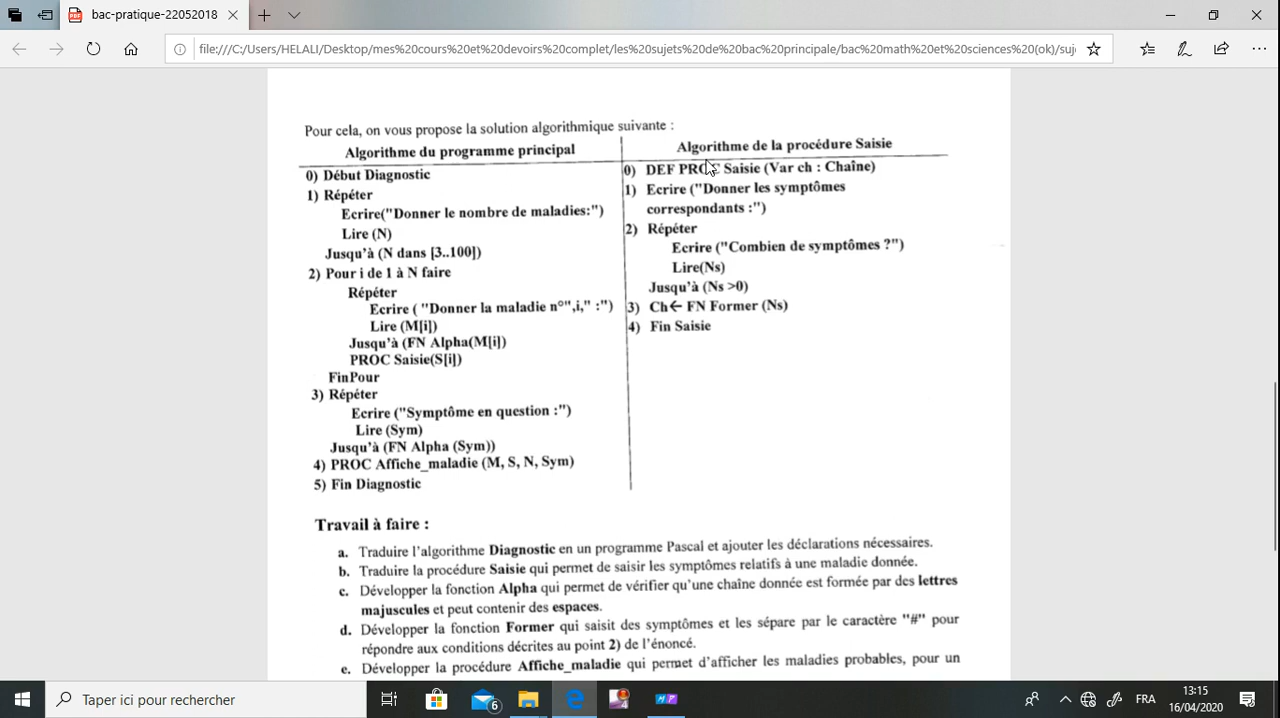 bac-pratique-22052018
file:///C:/Users/HELALI/Desktop/mes%20cours%20et%20devoirs%20complet/les%20sujets%20de%20bac%20principale/bac%20math%20et%20sciences%20(ok)/suj
Pour cela, on vous propose la solution algorithmique suivante :
Algorithme du programme principal
0) Début Diagnostic
1) Répéter
Ecrire("Donner le nombre de maladies:")
Lire (N)
Jusqu'à (N dans [3..100])
2) Pour i de 1 à N faire
Répéter
Ecrire ( "Donner la maladie n°",i," :")
Lire (M[i])
Jusqu'à (FN Alpha(M[i])
PROC Saisie(S[i])
FinPour
3) Répéter
Ecrire ("Symptôme en question :")
Lire (Sym)
Jusqu'à (FN Alpha (Sym))
4) PROC Affiche_maladie (M, S, N, Sym)
5) Fin Diagnostic
Algorithme de la procédure Saisie
0) DEF PROC Saisie (Var ch : Chaîne)
1) Ecrire ("Donner les symptômes
correspondants :")
2) Répéter
Ecrire ("Combien de symptômes ?")
Lire(Ns)
Jusqu'à (Ns >0)
3) Ch← FN Former (Ns)
4) Fin Saisie
Travail à faire :
a. Traduire l'algorithme Diagnostic en un programme Pascal et ajouter les déclarations nécessaires.
b. Traduire la procédure Saisie qui permet de saisir les symptômes relatifs à une maladie donnée.
c. Développer la fonction Alpha qui permet de vérifier qu'une chaîne donnée est formée par des lettres
majuscules et peut contenir des espaces.
d. Développer la fonction Former qui saisit des symptômes et les sépare par le caractère "#" pour
répondre aux conditions décrites au point 2) de l'énoncé.
e. Développer la procédure Affiche_maladie qui permet d'afficher les maladies probables, pour un
Taper ici pour rechercher
6
4
FRA
13:15
16/04/2020